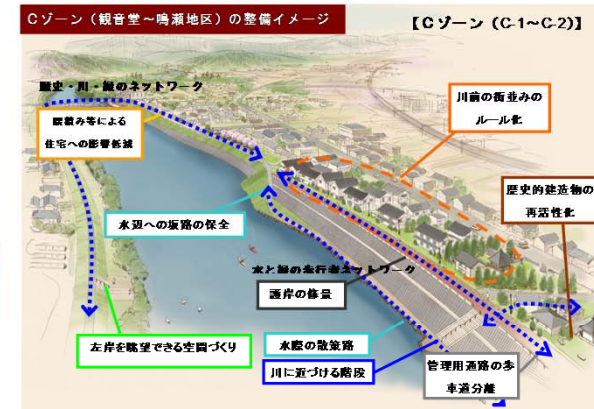 Cゾーン（観音堂～鳴瀬地区）の整備イメージ
【Cゾーン（C-1～C-2）】
歴史・川・緑のネットワーク
腰積み等による
住宅への影響低減
川前の街並みの
ルール化
歴史的建造物の
再活性化
水辺への坂路の保全
水と緑の歩行者ネットワーク
護岸の修景
左岸を眺望できる空間づくり
水際の散策路
川に近づける階段
管理用通路の歩
車道分離